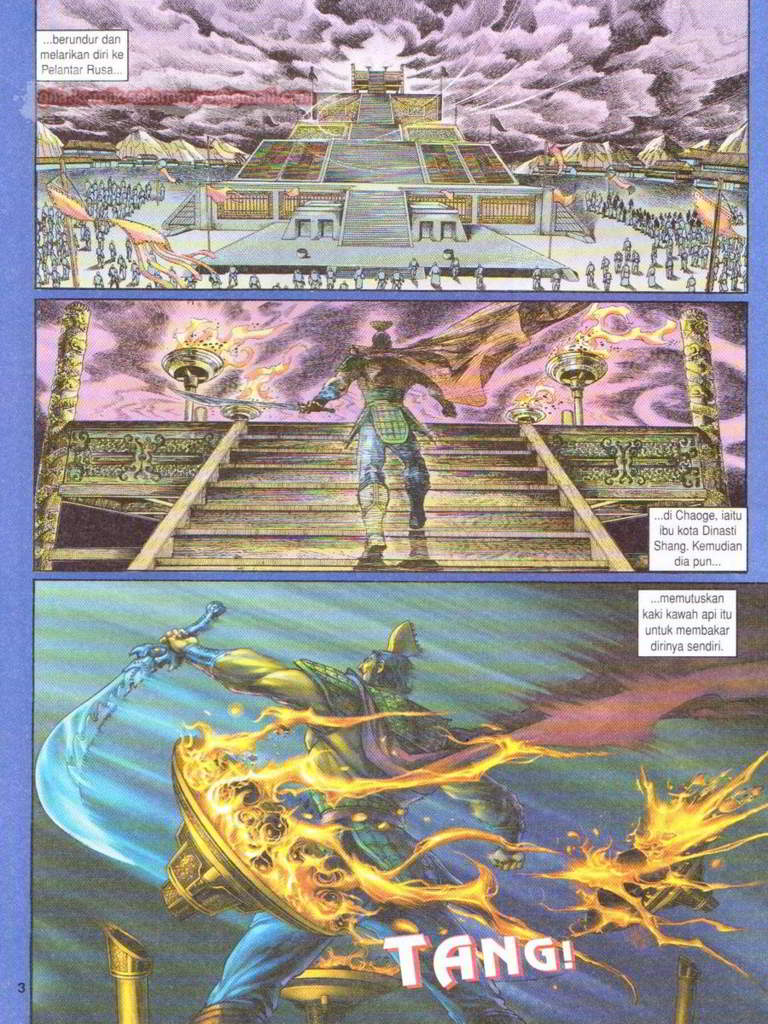 ...berundur dan
melarikan diri ke
Pelantar Rusa...
...di Chaoge, iaitu
ibu kota Dinasti
Shang. Kemudian
dia pun...
...memutuskan
kaki kawah api itu
untuk membakar
dirinya sendiri.
TANG!
3